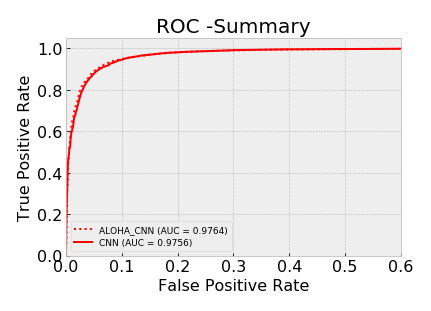 ROC -Summary
True Positive Rate
1.0
0.8
0.6
0.4
0.2
0.0
ALOHA_CNN (AUC = 0.9764)
CNN (AUC = 0.9756)
0.0 0.1 0.2 0.3 0.4 0.5 0.6
False Positive Rate